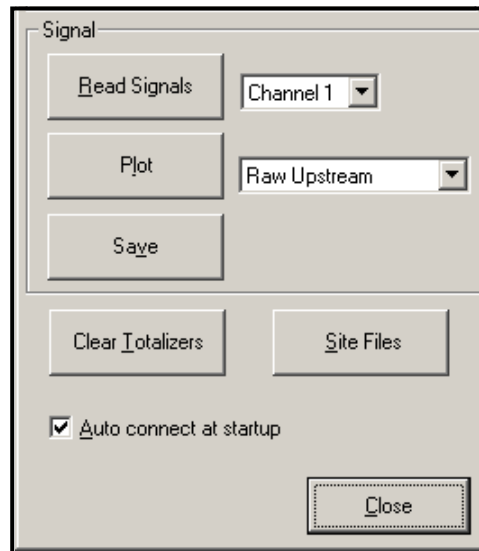 Signal
Read Signals
Channel 1
Plot
Raw Upstream
Save
Clear Totalizers
Site Files
Auto connect at startup
Close